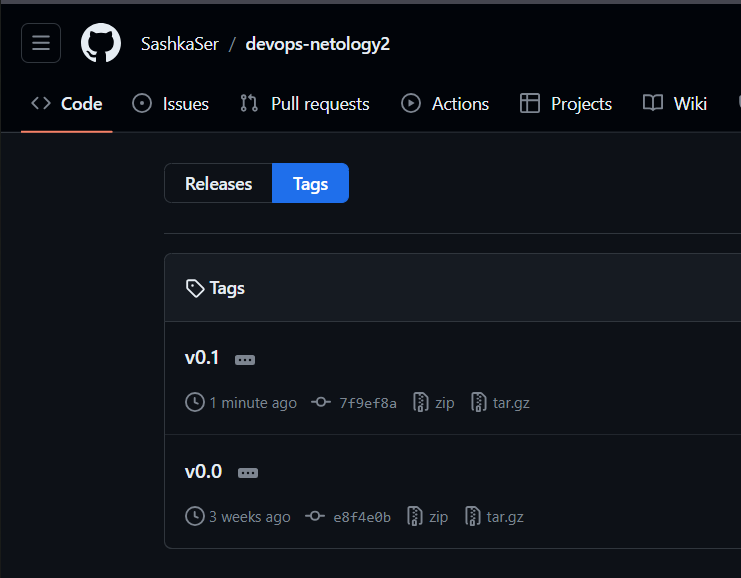 SashkaSer / devops-netology2
Code Issues Pull requests Actions Projects Wiki
Releases Tags
Tags
v0.1
1 minute ago 7f9ef8a zip tar.gz
v0.0
3 weeks ago e8f4e0b zip tar.gz